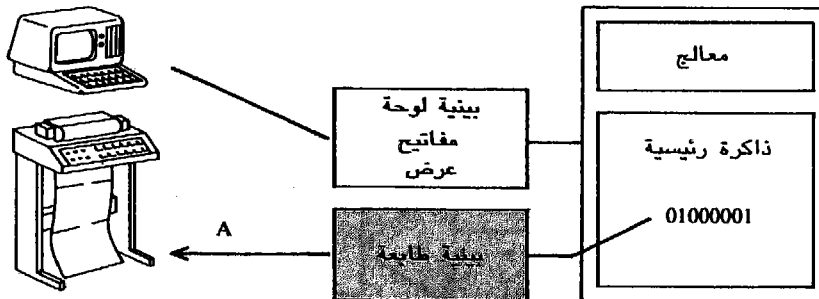 معالج
بينية لوحة
مفاتيح
عرض
ذاكرة رئيسية
01000001
A
بينية طابعة